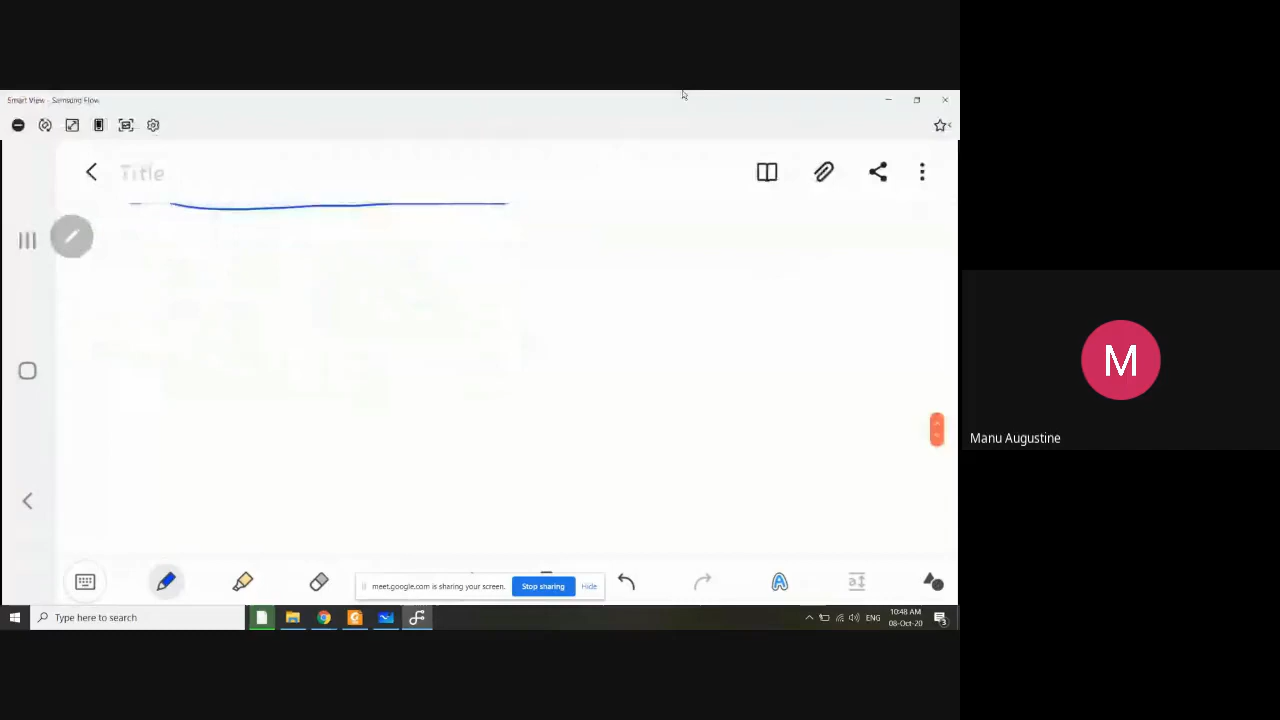 Smart View - Samsung Flow
Title
M
Manu Augustine
meet.google.com is sharing your screen.
Stop sharing
Hide
Type here to search
ENG
10:48 AM
08-Oct-20
3